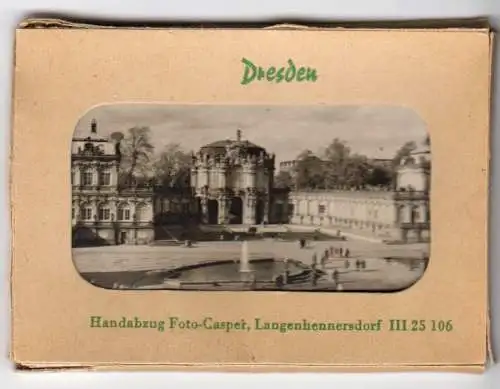 Dresden
Handabzug Foto-Casper, Langenhennersdorf III 25 106